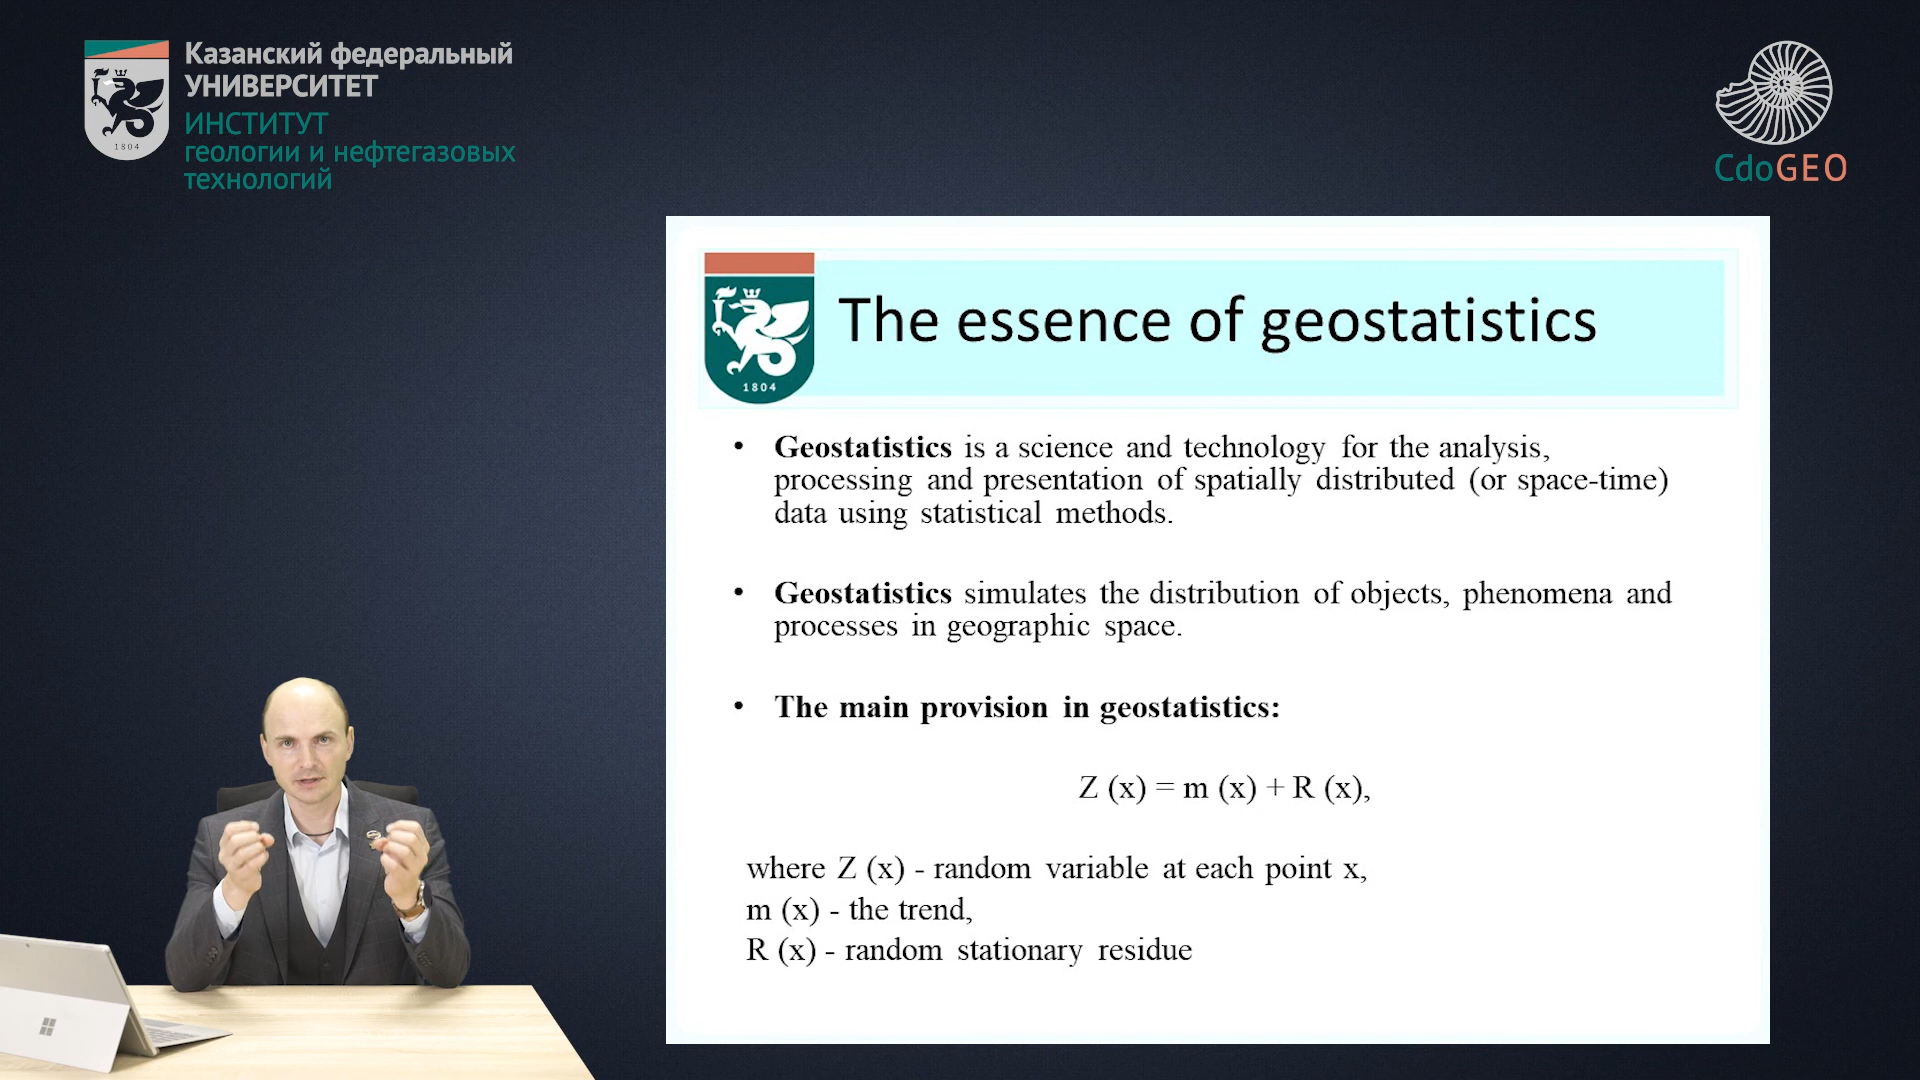 Казанский федеральный
УНИВЕРСИТЕТ
ИНСТИТУТ
геологии и нефтегазовых
технологий
1804
CdoGEO
The essence of geostatistics
1804
• Geostatistics is a science and technology for the analysis,
processing and presentation of spatially distributed (or space-time)
data using statistical methods.
• Geostatistics simulates the distribution of objects, phenomena and
processes in geographic space.
• The main provision in geostatistics:
Z (x) = m (x) + R (x),
where Z (x) - random variable at each point x,
m (x) - the trend,
R (x) - random stationary residue